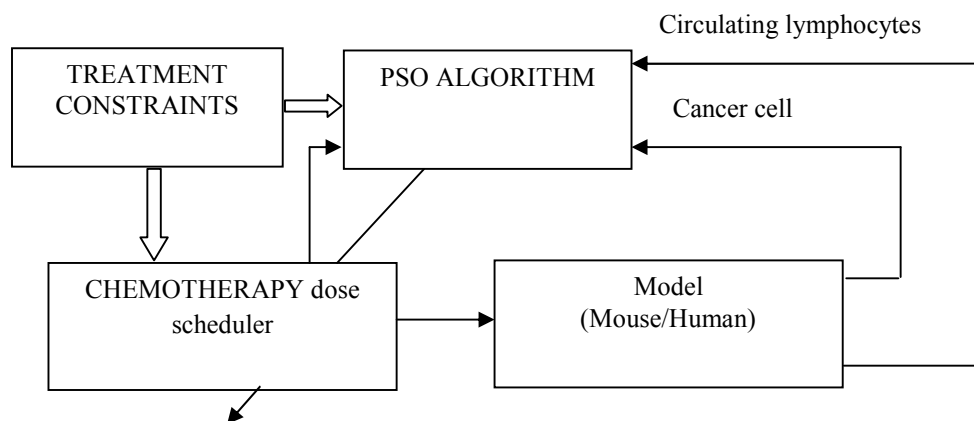 Circulating lymphocytes
TREATMENT
CONSTRAINTS
PSO ALGORITHM
Cancer cell
CHEMOTHERAPY dose
scheduler
Model
(Mouse/Human)